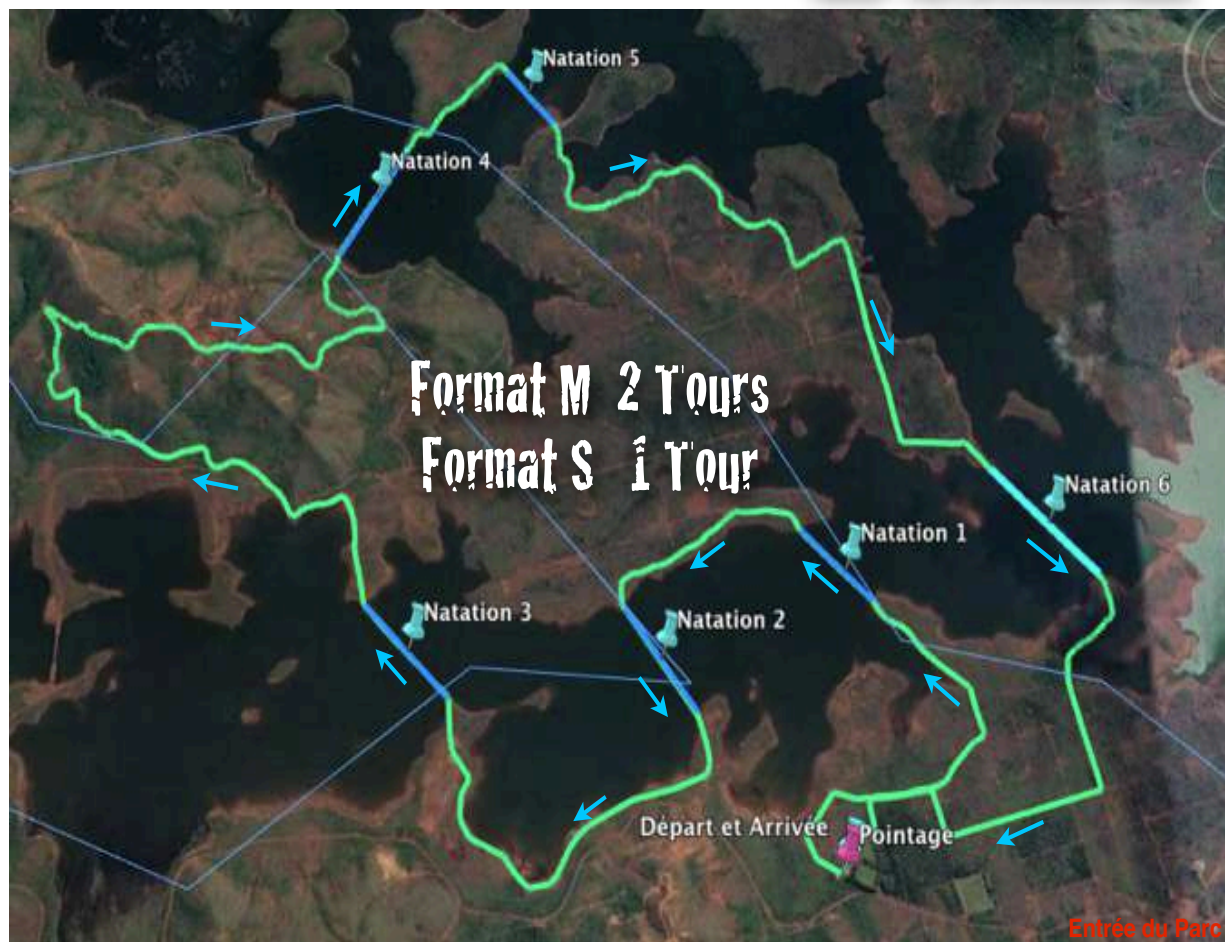 Natation 5
Natation 4
Format M 2 Tours
Format S 1 Tour
Natation 6
Natation 1
Natation 3
Natation 2
Départ et Arrivée
Pointage
Entrée du Parc